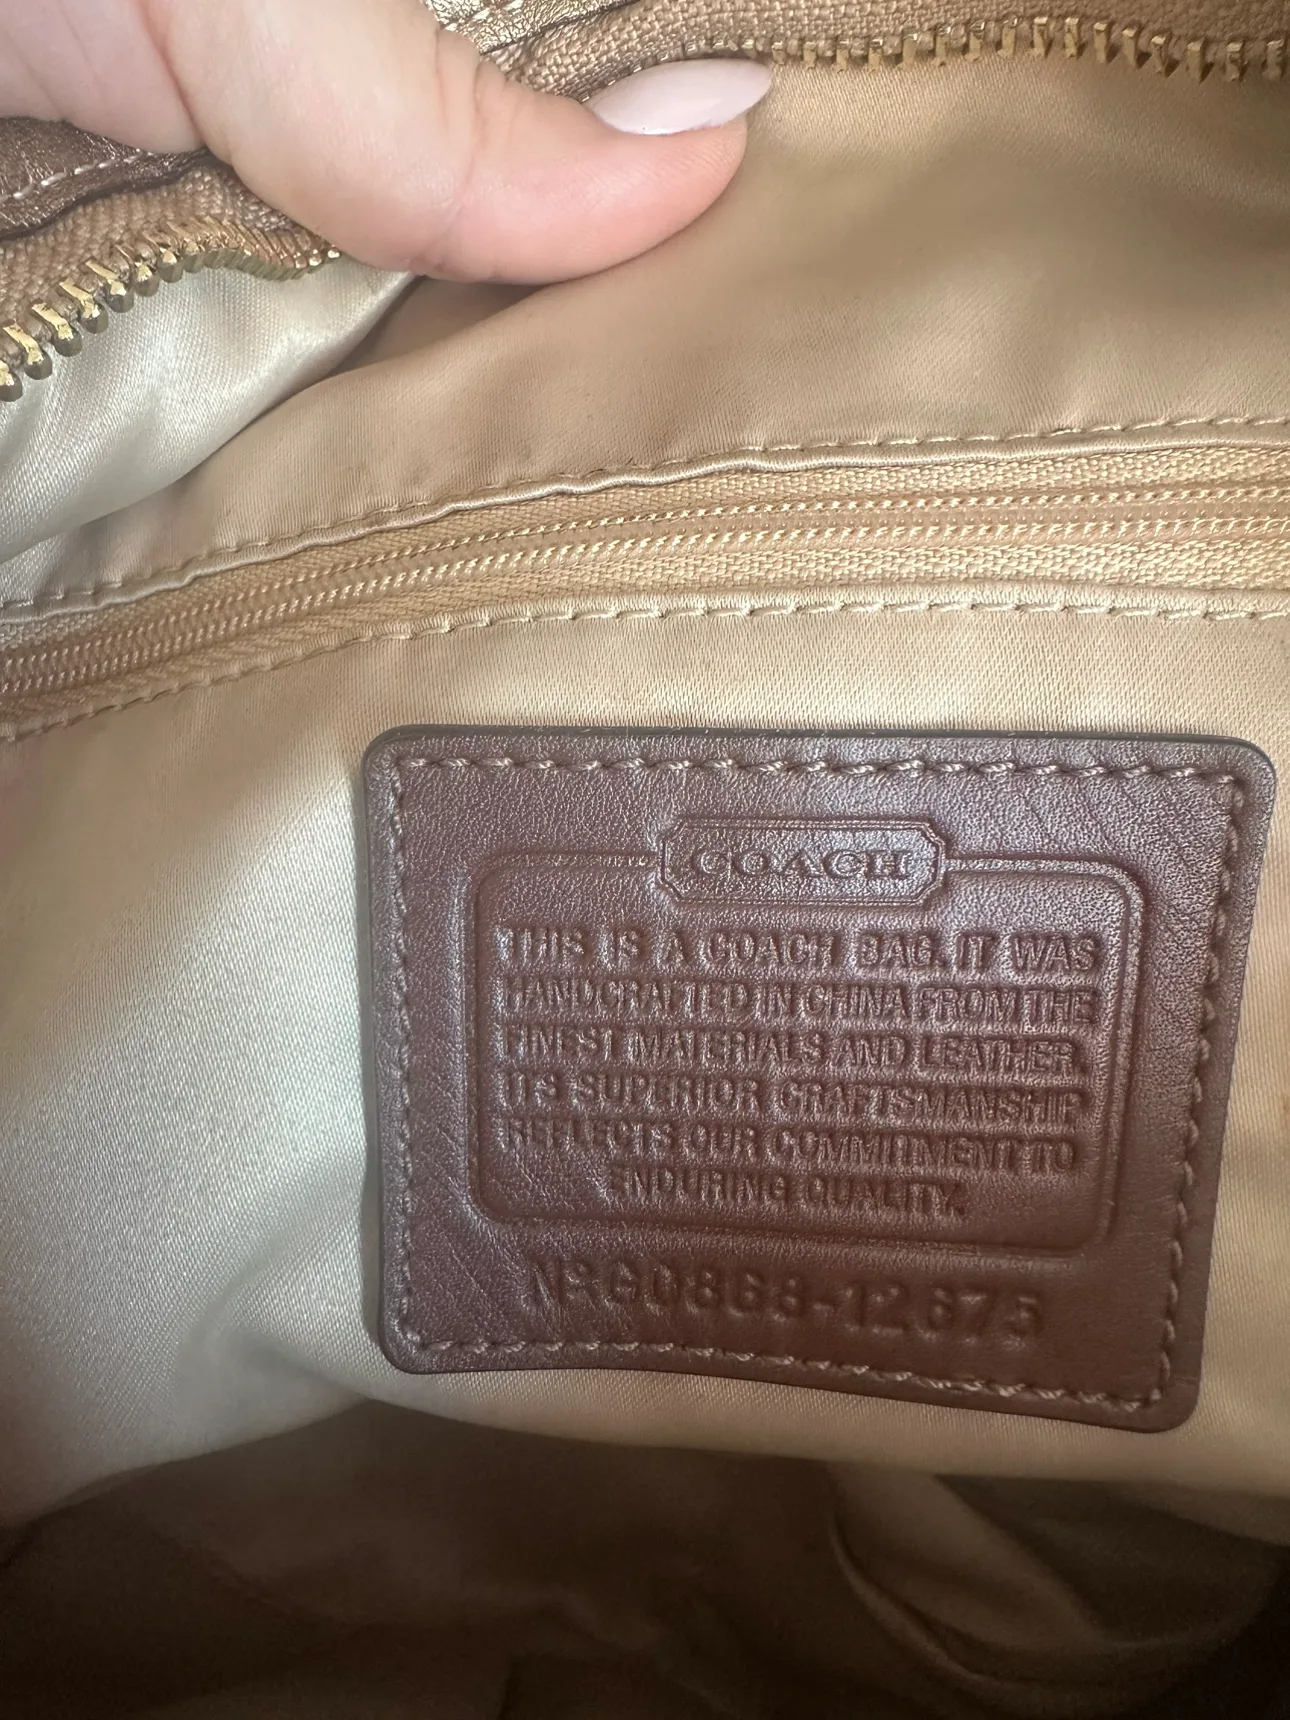 COACH
THIS IS A COACH BAG. IT WAS
HANDCRAFTED IN CHINA FROM THE
FINEST MATERIALS AND LEATHER.
ITS SUPERIOR CRAFTSMANSHIP
REFLECTS OUR COMMITMENT TO
ENDURING QUALITY.
Nº G0868-12675